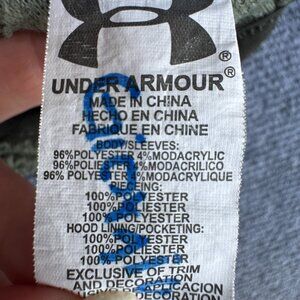 ®
UNDER ARMOUR®
MADE IN CHINA
HECHO EN CHINA
FABRIQUE EN CHINE
BODY/SLEEVES:
96%POLYESTER 4%MODACRYLIC
96%POLIESTER 4%MODACRILICO
96% POLYESTER 4%MODACRYLIQUE
PIECING:
100%POLYESTER
100%POLIESTER
100%POLYESTER
HOOD LINING/POCKETING:
100%POLYESTER
100%POLIESTER
100%POLYESTER
EXCLUSIVE OF TRIM
AND DECORATION
APLICACION
DECORATION